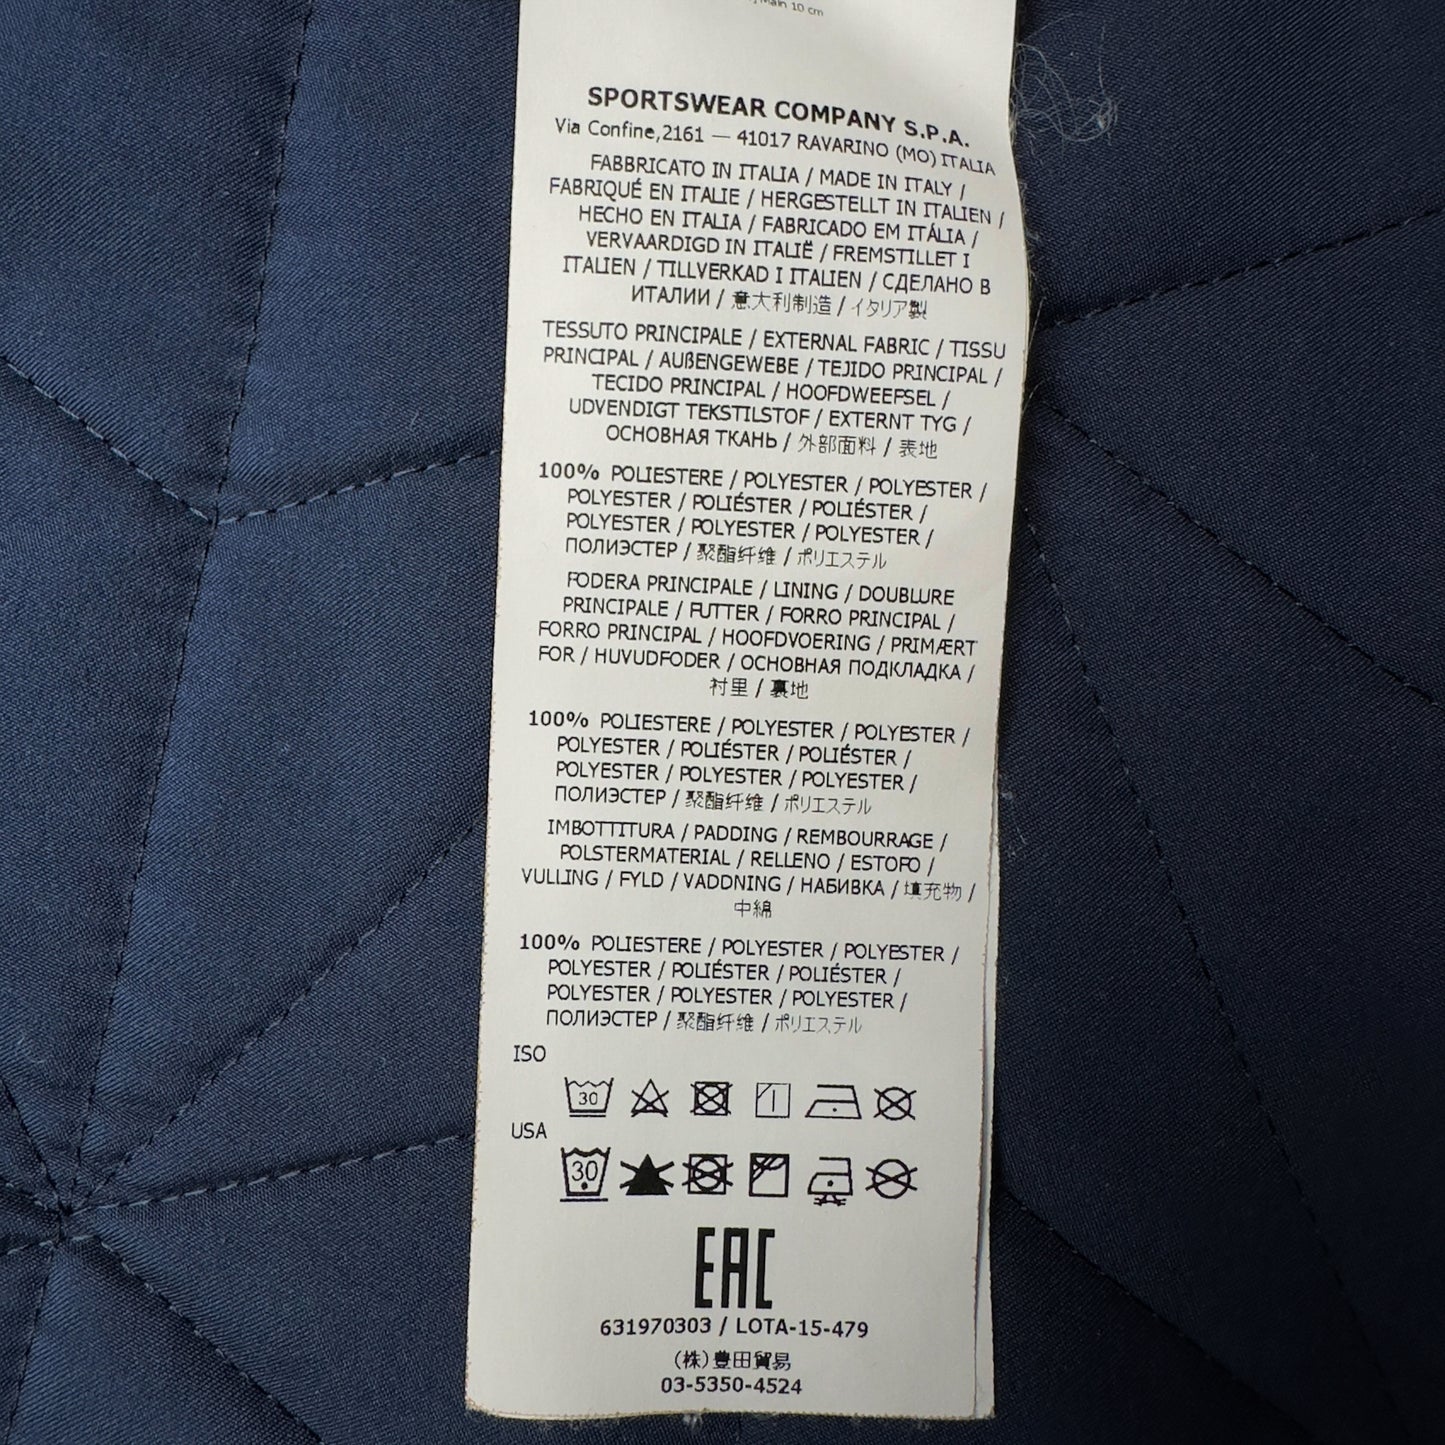 Main 10 cm
SPORTSWEAR COMPANY S.P.A.
Via Confine,2161 — 41017 RAVARINO (MO) ITALIA
FABBRICATO IN ITALIA / MADE IN ITALY /
FABRIQUÉ EN ITALIE / HERGESTELLT IN ITALIEN /
HECHO EN ITALIA / FABRICADO EM ITÁLIA /
VERVAARDIGD IN ITALIË / FREMSTILLET I
ITALIEN / TILLVERKAD I ITALIEN / СДЕЛАНО В
ИТАЛИИ / 意大利制造 / イタリア製
TESSUTO PRINCIPALE / EXTERNAL FABRIC / TISSU
PRINCIPAL / AUßENGEWEBE / TEJIDO PRINCIPAL /
TECIDO PRINCIPAL / HOOFDWEEFSEL /
UDVENDIGT TEKSTILSTOF / EXTERNT TYG /
ОСНОВНАЯ ТКАНЬ / 外部面料 / 表地
100% POLIESTERE / POLYESTER / POLYESTER /
POLYESTER / POLIÉSTER / POLIÉSTER /
POLYESTER / POLYESTER / POLYESTER /
ПОЛИЭСТЕР / 聚酯纤维 / ポリエステル
FODERA PRINCIPALE / LINING / DOUBLURE
PRINCIPALE / FUTTER / FORRO PRINCIPAL /
FORRO PRINCIPAL / HOOFDVOERING / PRIMÆRT
FOR / HUVUDFODER / ОСНОВНАЯ ПОДКЛАДКА /
衬里 / 裏地
100% POLIESTERE / POLYESTER / POLYESTER /
POLYESTER / POLIÉSTER / POLIÉSTER /
POLYESTER / POLYESTER / POLYESTER /
ПОЛИЭСТЕР / 聚酯纤维 / ポリエステル
IMBOTTITURA / PADDING / REMBOURRAGE /
POLSTERMATERIAL / RELLENO / ESTOFO /
VULLING / FYLD / VADDNING / НАБИВКА / 填充物 /
中綿
100% POLIESTERE / POLYESTER / POLYESTER /
POLYESTER / POLIÉSTER / POLIÉSTER /
POLYESTER / POLYESTER / POLYESTER /
ПОЛИЭСТЕР / 聚酯纤维 / ポリエステル
ISO
30
USA
30
EAC
631970303 / LOTA-15-479
(株)豊田貿易
03-5350-4524